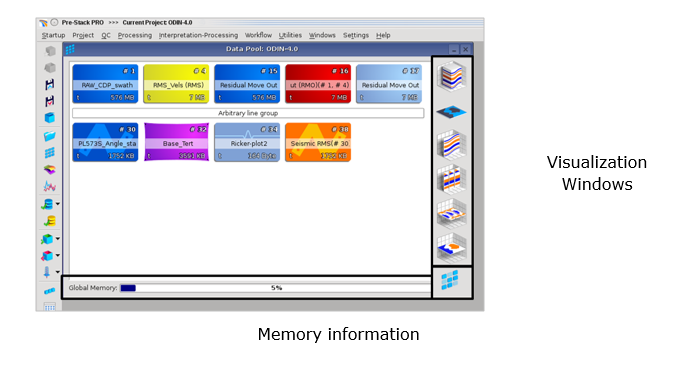 Pre-Stack PRO >>> Current Project: ODIN-4.0
Startup Project QC Processing Interpretation-Processing Workflow Utilities Windows Settings Help
Data Pool: ODIN-4.0
# 1 # 4 # 15 # 16 # 17
RAW_CDP_swath RMS_Vels (RMS) Residual Move Out ut (RMO)(# 1, # 4) Residual Move Out
t 576 MB t 7 MB t 576 MB t 7 MB t 7 MB
Arbitrary line group
# 30 # 32 # 34 # 38
PL573S_Angle_sta Base_Tert Ricker-plot2 Seismic RMS(# 30
t 1752 KB t 3591 KB t 164 Byte t 1752 KB
Visualization
Windows
Global Memory: 5%
Memory information